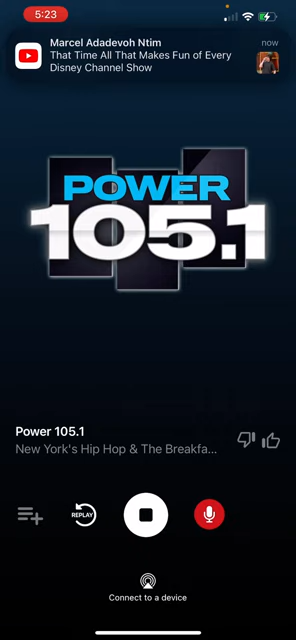 5:23
Marcel Adadevoh Ntim
now
That Time All That Makes Fun of Every
Disney Channel Show
POWER
105.1
Power 105.1
New York's Hip Hop & The Breakfa...
REPLAY
Connect to a device